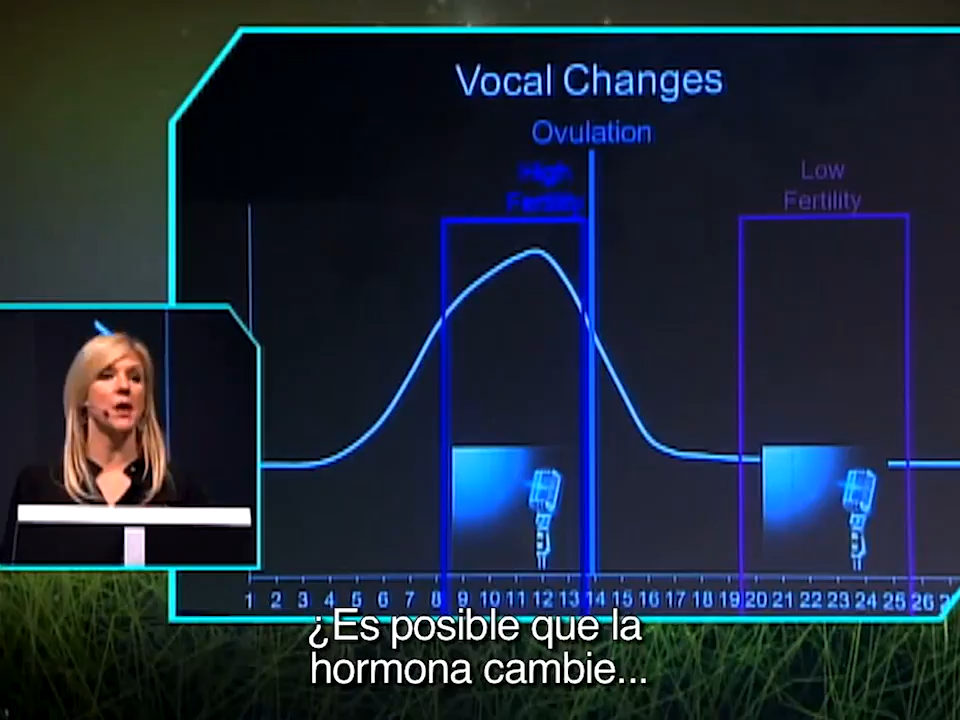 Vocal Changes
Ovulation
High
Fertility
Low
Fertility
1 2 3 4 5 6 7 8 9 10 11 12 13 14 15 16 17 18 19 20 21 22 23 24 25 26
¿Es posible que la
hormona cambie...